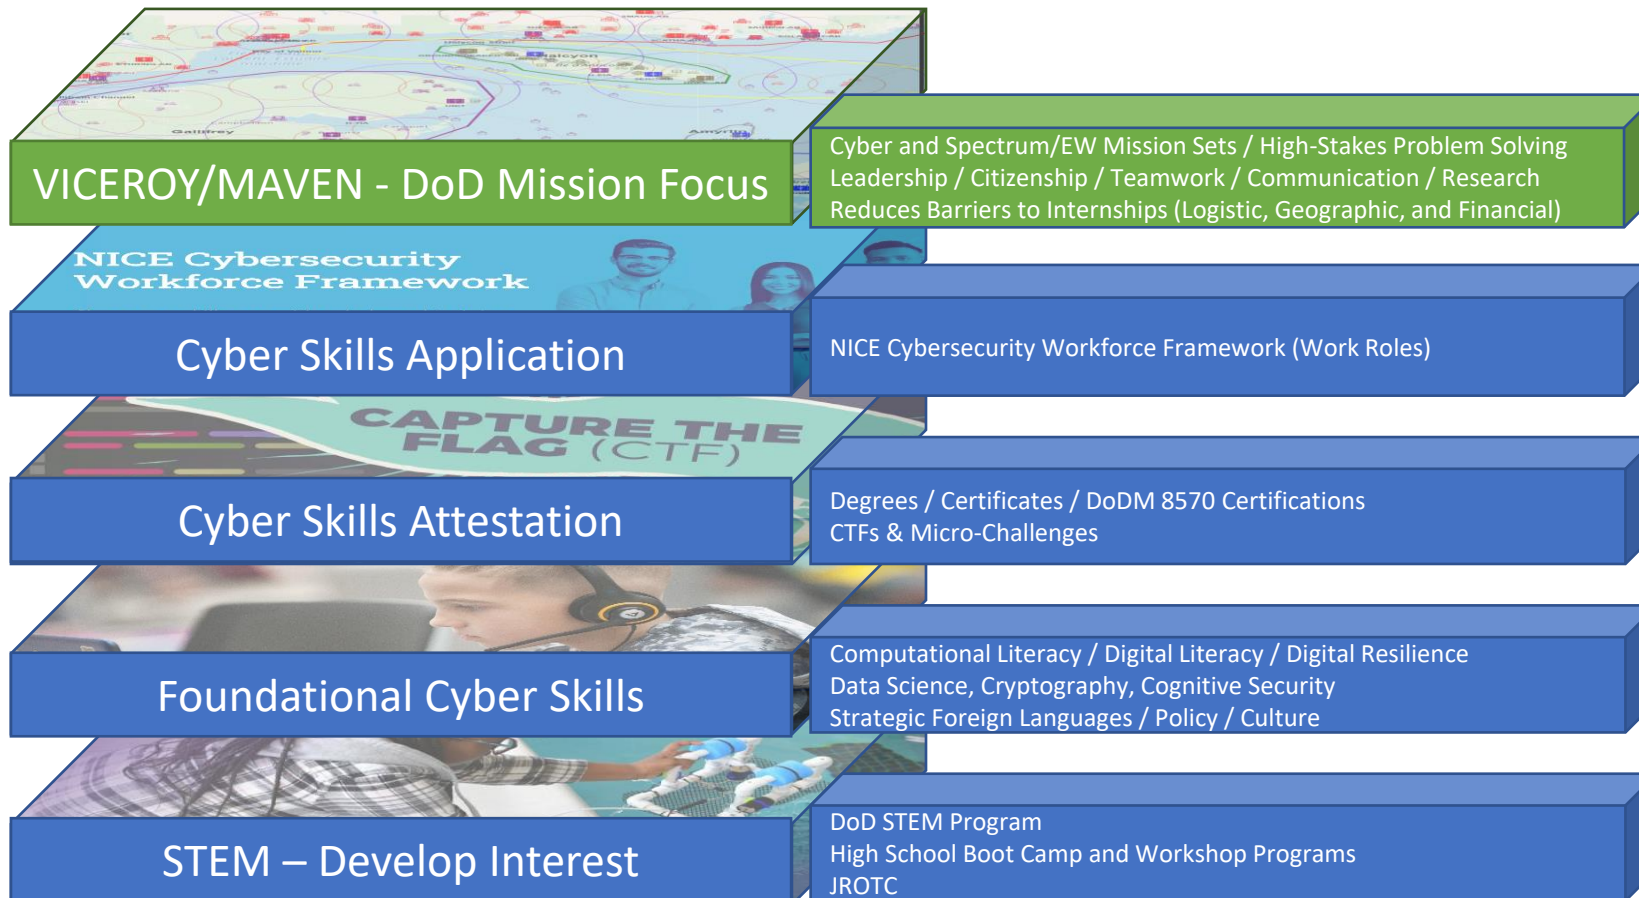 Halcyon
Gallifrey
Amyrlin
VICEROY/MAVEN - DoD Mission Focus
Cyber and Spectrum/EW Mission Sets / High-Stakes Problem Solving
Leadership / Citizenship / Teamwork / Communication / Research
Reduces Barriers to Internships (Logistic, Geographic, and Financial)
NICE Cybersecurity
Workforce Framework
Cyber Skills Application
NICE Cybersecurity Workforce Framework (Work Roles)
CAPTURE THE
FLAG (CTF)
Cyber Skills Attestation
Degrees / Certificates / DoDM 8570 Certifications
CTFs & Micro-Challenges
Foundational Cyber Skills
Computational Literacy / Digital Literacy / Digital Resilience
Data Science, Cryptography, Cognitive Security
Strategic Foreign Languages / Policy / Culture
STEM – Develop Interest
DoD STEM Program
High School Boot Camp and Workshop Programs
JROTC